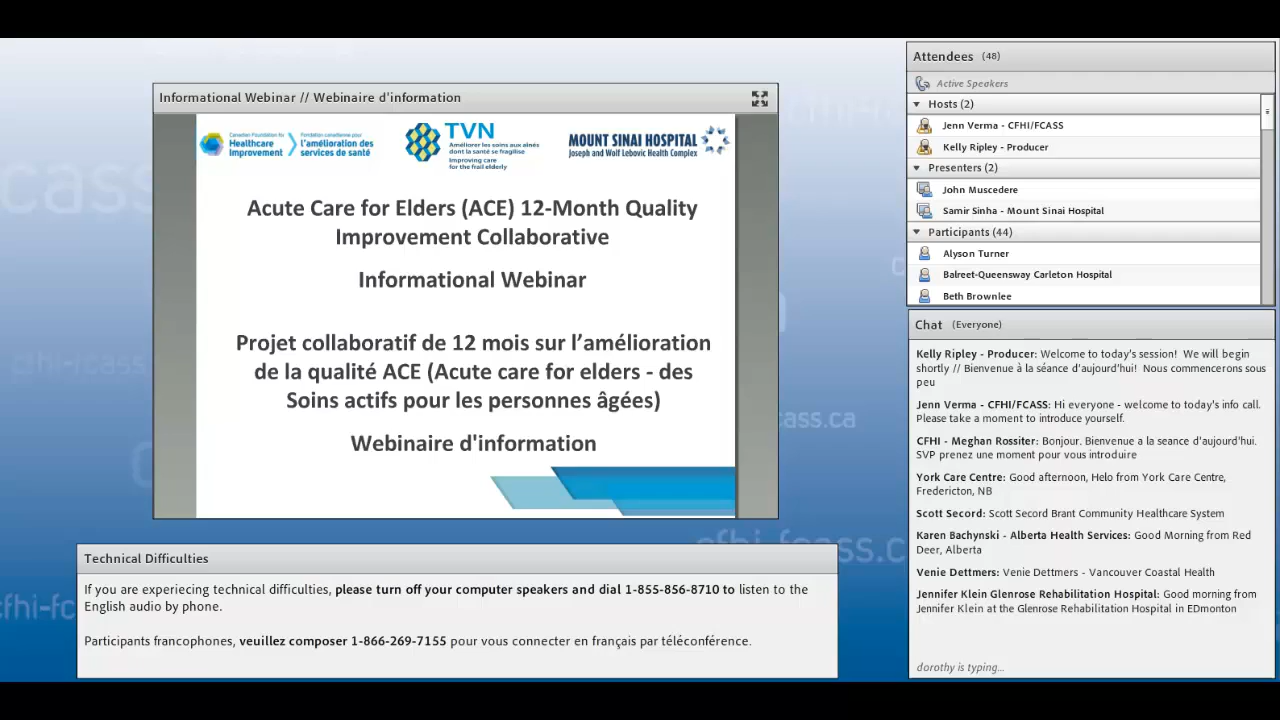 Informational Webinar // Webinaire d'information
Canadian Foundation for
Healthcare
Improvement
Fondation canadienne pour
l'amélioration des
services de santé
TVN
Améliorer les soins aux aînés
dont la santé se fragilise
Improving care
for the frail elderly
MOUNT SINAI HOSPITAL
Joseph and Wolf Lebovic Health Complex
Acute Care for Elders (ACE) 12-Month Quality
Improvement Collaborative
Informational Webinar
Projet collaboratif de 12 mois sur l’amélioration
de la qualité ACE (Acute care for elders - des
Soins actifs pour les personnes âgées)
Webinaire d'information
Technical Difficulties
If you are experiecing technical difficulties, please turn off your computer speakers and dial 1-855-856-8710 to listen to the
English audio by phone.
Participants francophones, veuillez composer 1-866-269-7155 pour vous connecter en français par téléconférence.
Attendees (48)
Active Speakers
Hosts (2)
Jenn Verma - CFHI/FCASS
Kelly Ripley - Producer
Presenters (2)
John Muscedere
Samir Sinha - Mount Sinai Hospital
Participants (44)
Alyson Turner
Balreet-Queensway Carleton Hospital
Beth Brownlee
Chat (Everyone)
Kelly Ripley - Producer: Welcome to today's session! We will begin
shortly // Bienvenue à la séance d'aujourd'hui! Nous commencerons sous
peu
Jenn Verma - CFHI/FCASS: Hi everyone - welcome to today's info call.
Please take a moment to introduce yourself.
CFHI - Meghan Rossiter: Bonjour. Bienvenue a la seance d'aujourd'hui.
SVP prenez une moment pour vous introduire
York Care Centre: Good afternoon, Helo from York Care Centre,
Fredericton, NB
Scott Secord: Scott Secord Brant Community Healthcare System
Karen Bachynski - Alberta Health Services: Good Morning from Red
Deer, Alberta
Venie Dettmers: Venie Dettmers - Vancouver Coastal Health
Jennifer Klein Glenrose Rehabilitation Hospital: Good morning from
Jennifer Klein at the Glenrose Rehabilitation Hospital in EDmonton
dorothy is typing...
cass
cfhi-fcass
cass.ca
cfhi-fcass.c
cfhi-fc